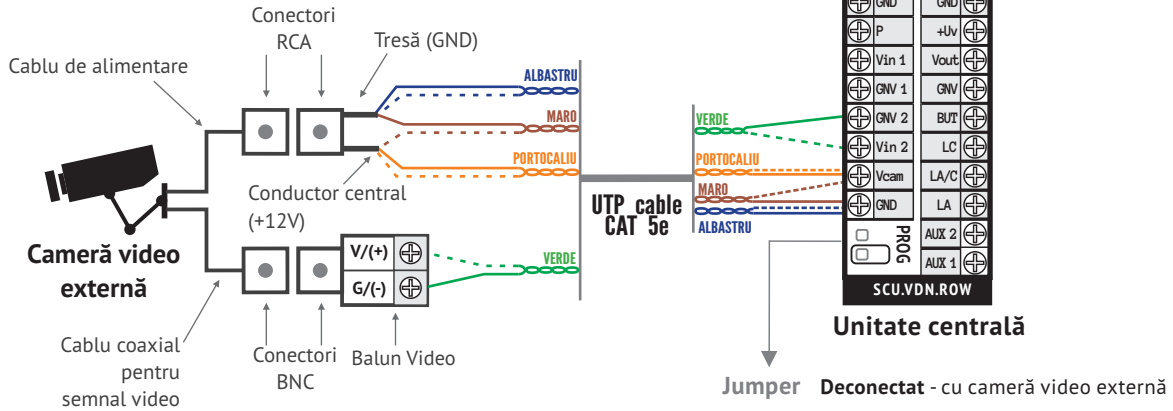 Conectori
RCA
Tresă (GND)
Cablu de alimentare
ALBASTRU
MARO
PORTOCALIU
Conductor central
(+12V)
Cameră video
externă
V/(+)
G/(-)
VERDE
Cablu coaxial
pentru
semnal video
Conectori
BNC
Balun Video
UTP cable
CAT 5e
VERDE
PORTOCALIU
MARO
ALBASTRU
GND GND
P +Uv
Vin 1 Vout
GNV 1 GNV
GNV 2 BUT
Vin 2 LC
Vcam LA/C
GND LA
PROG
AUX 2
AUX 1
SCU.VDN.ROW
Unitate centrală
Jumper Deconectat - cu cameră video externă